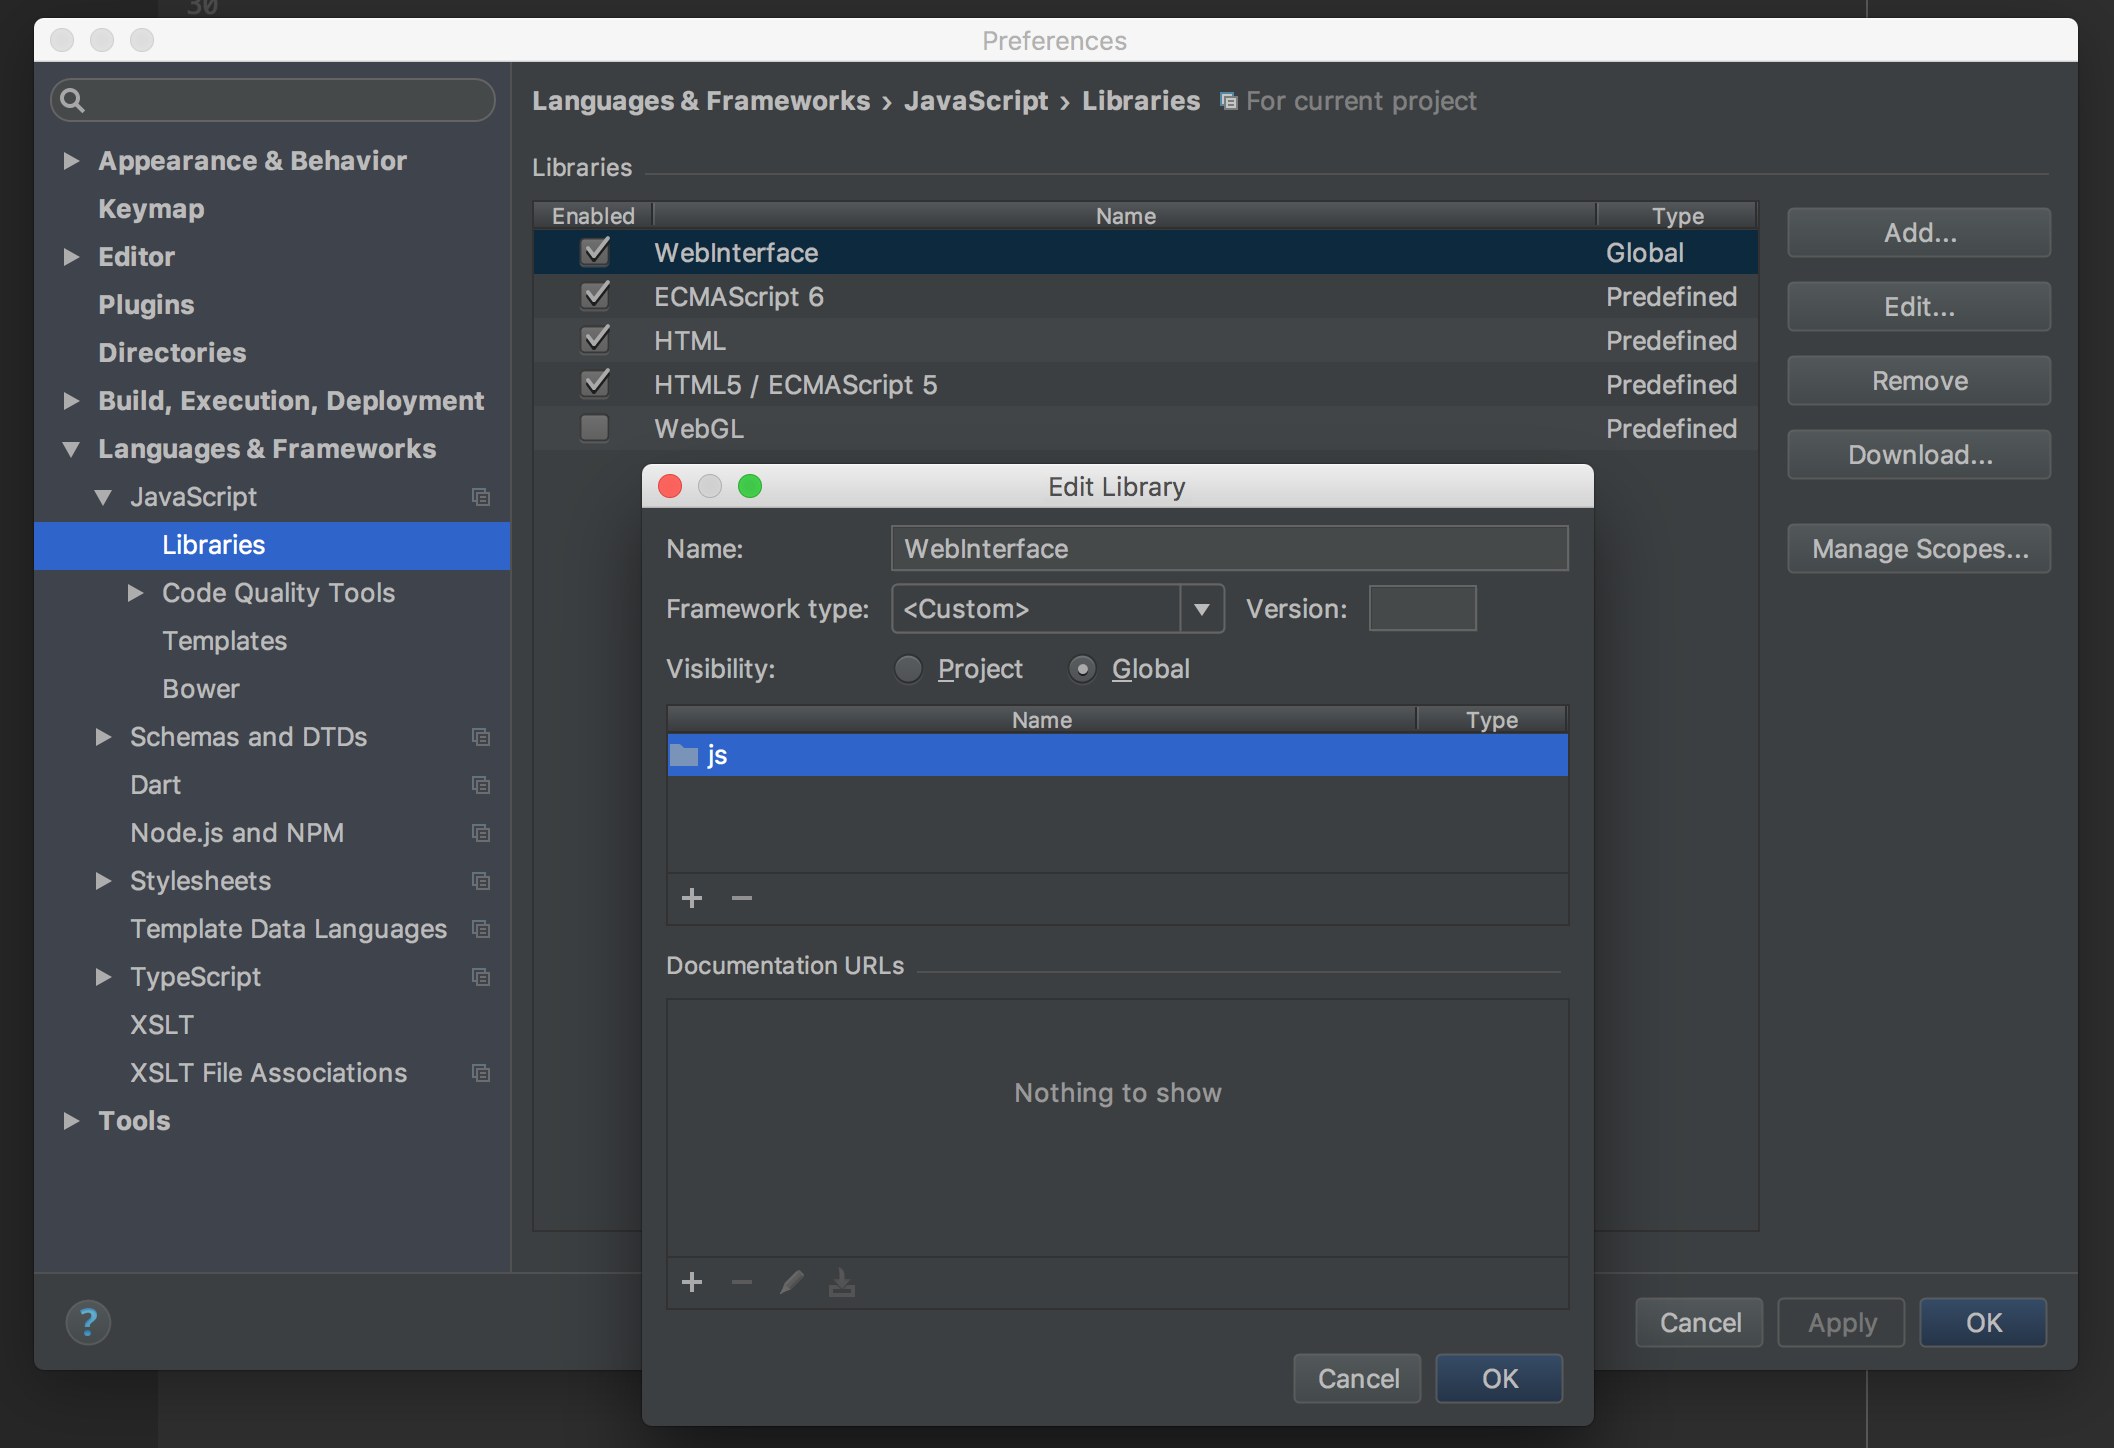 30
Preferences
Languages & Frameworks › JavaScript › Libraries For current project
Appearance & Behavior
Keymap
Editor
Plugins
Directories
Build, Execution, Deployment
Languages & Frameworks
JavaScript
Libraries
Code Quality Tools
Templates
Bower
Schemas and DTDs
Dart
Node.js and NPM
Stylesheets
Template Data Languages
TypeScript
XSLT
XSLT File Associations
Tools
Libraries
Enabled Name Type
WebInterface Global
ECMAScript 6 Predefined
HTML Predefined
HTML5 / ECMAScript 5 Predefined
WebGL Predefined
Add...
Edit...
Remove
Download...
Manage Scopes...
Edit Library
Name: WebInterface
Framework type: <Custom> Version:
Visibility: Project Global
Name Type
js
Documentation URLs
Nothing to show
Cancel OK
?
Cancel Apply OK